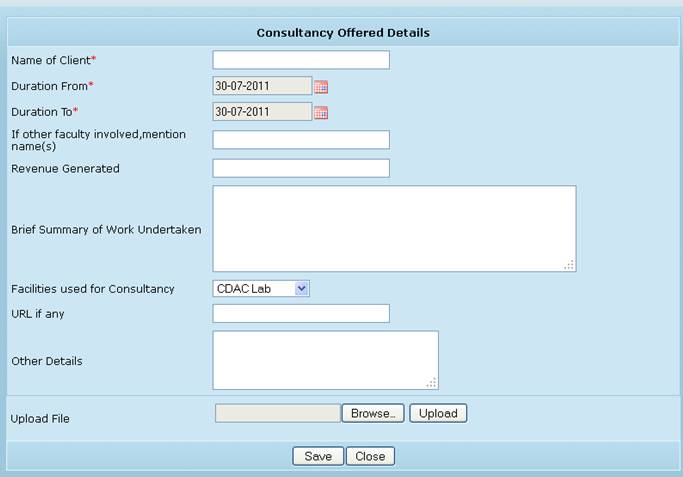 Consultancy Offered Details
Name of Client*
Duration From* 30-07-2011
Duration To* 30-07-2011
If other faculty involved,mention
name(s)
Revenue Generated
Brief Summary of Work Undertaken
Facilities used for Consultancy CDAC Lab
URL if any
Other Details
Upload File Browse... Upload
Save Close